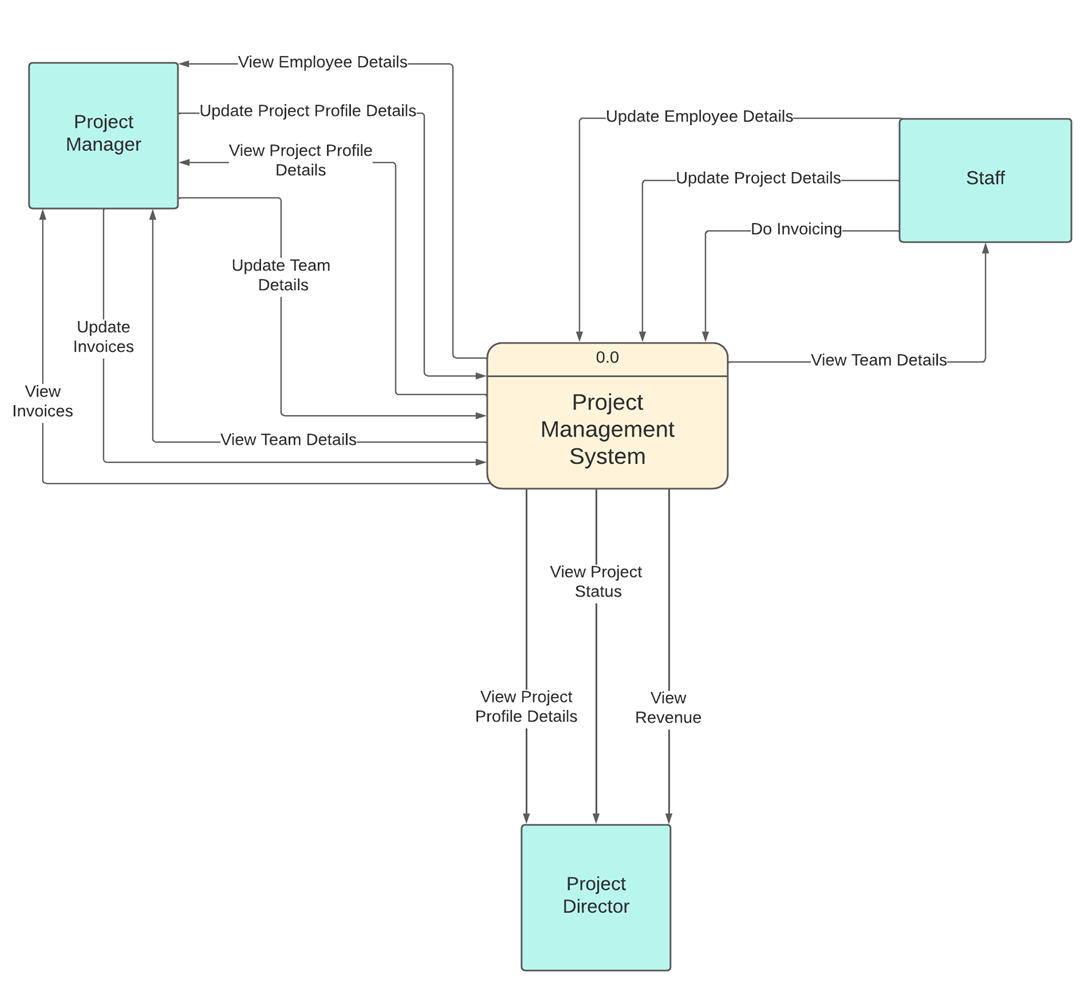 View Employee Details
Project
Manager
Update Project Profile Details
View Project Profile
Details
Update Employee Details
Update Project Details
Staff
Do Invoicing
Update Team
Details
Update
Invoices
View
Invoices
View Team Details
0.0
Project
Management
System
View Team Details
View Project
Status
View Project
Profile Details
View
Revenue
Project
Director